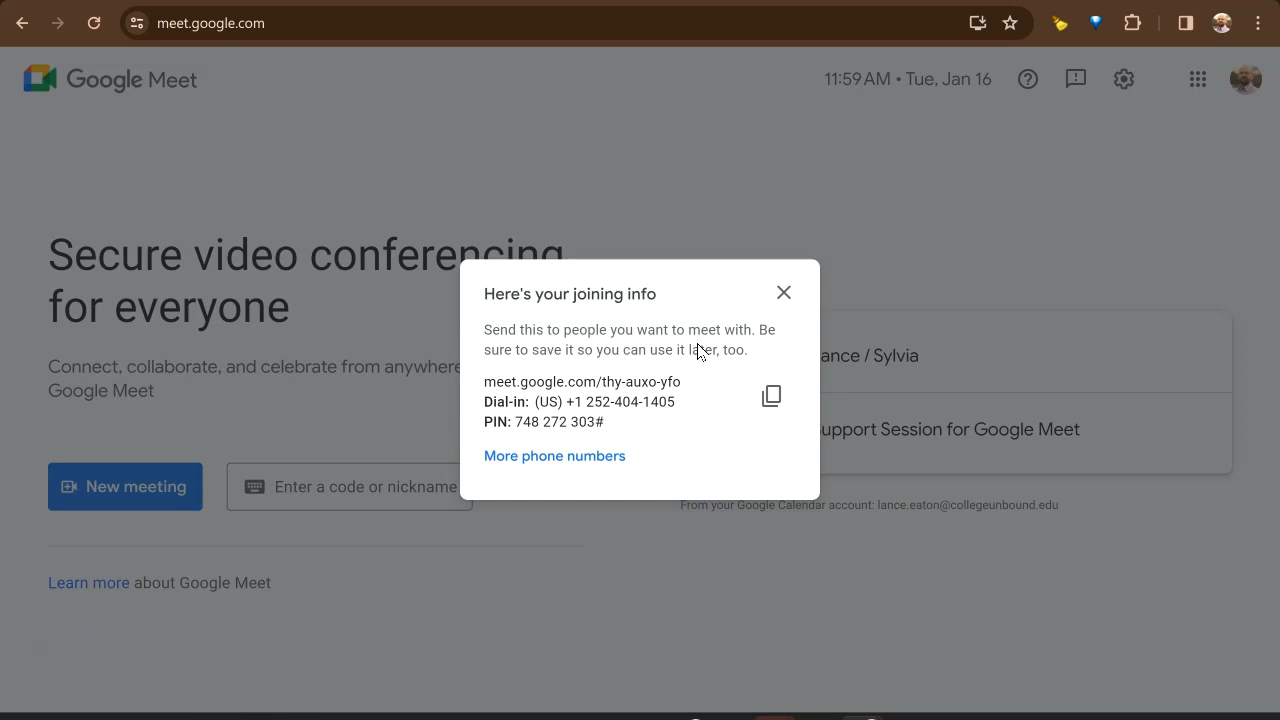 meet.google.com
Google Meet
11:59 AM • Tue, Jan 16
Secure video conferencing
for everyone
Connect, collaborate, and celebrate from anywhere
Google Meet
New meeting
Enter a code or nickname
Learn more about Google Meet
Here's your joining info
Send this to people you want to meet with. Be
sure to save it so you can use it later, too.
meet.google.com/thy-auxo-yfo
Dial-in: (US) +1 252-404-1405
PIN: 748 272 303#
More phone numbers
/ Sylvia
Session for Google Meet
From your Google Calendar account: lance.eaton@collegeunbound.edu